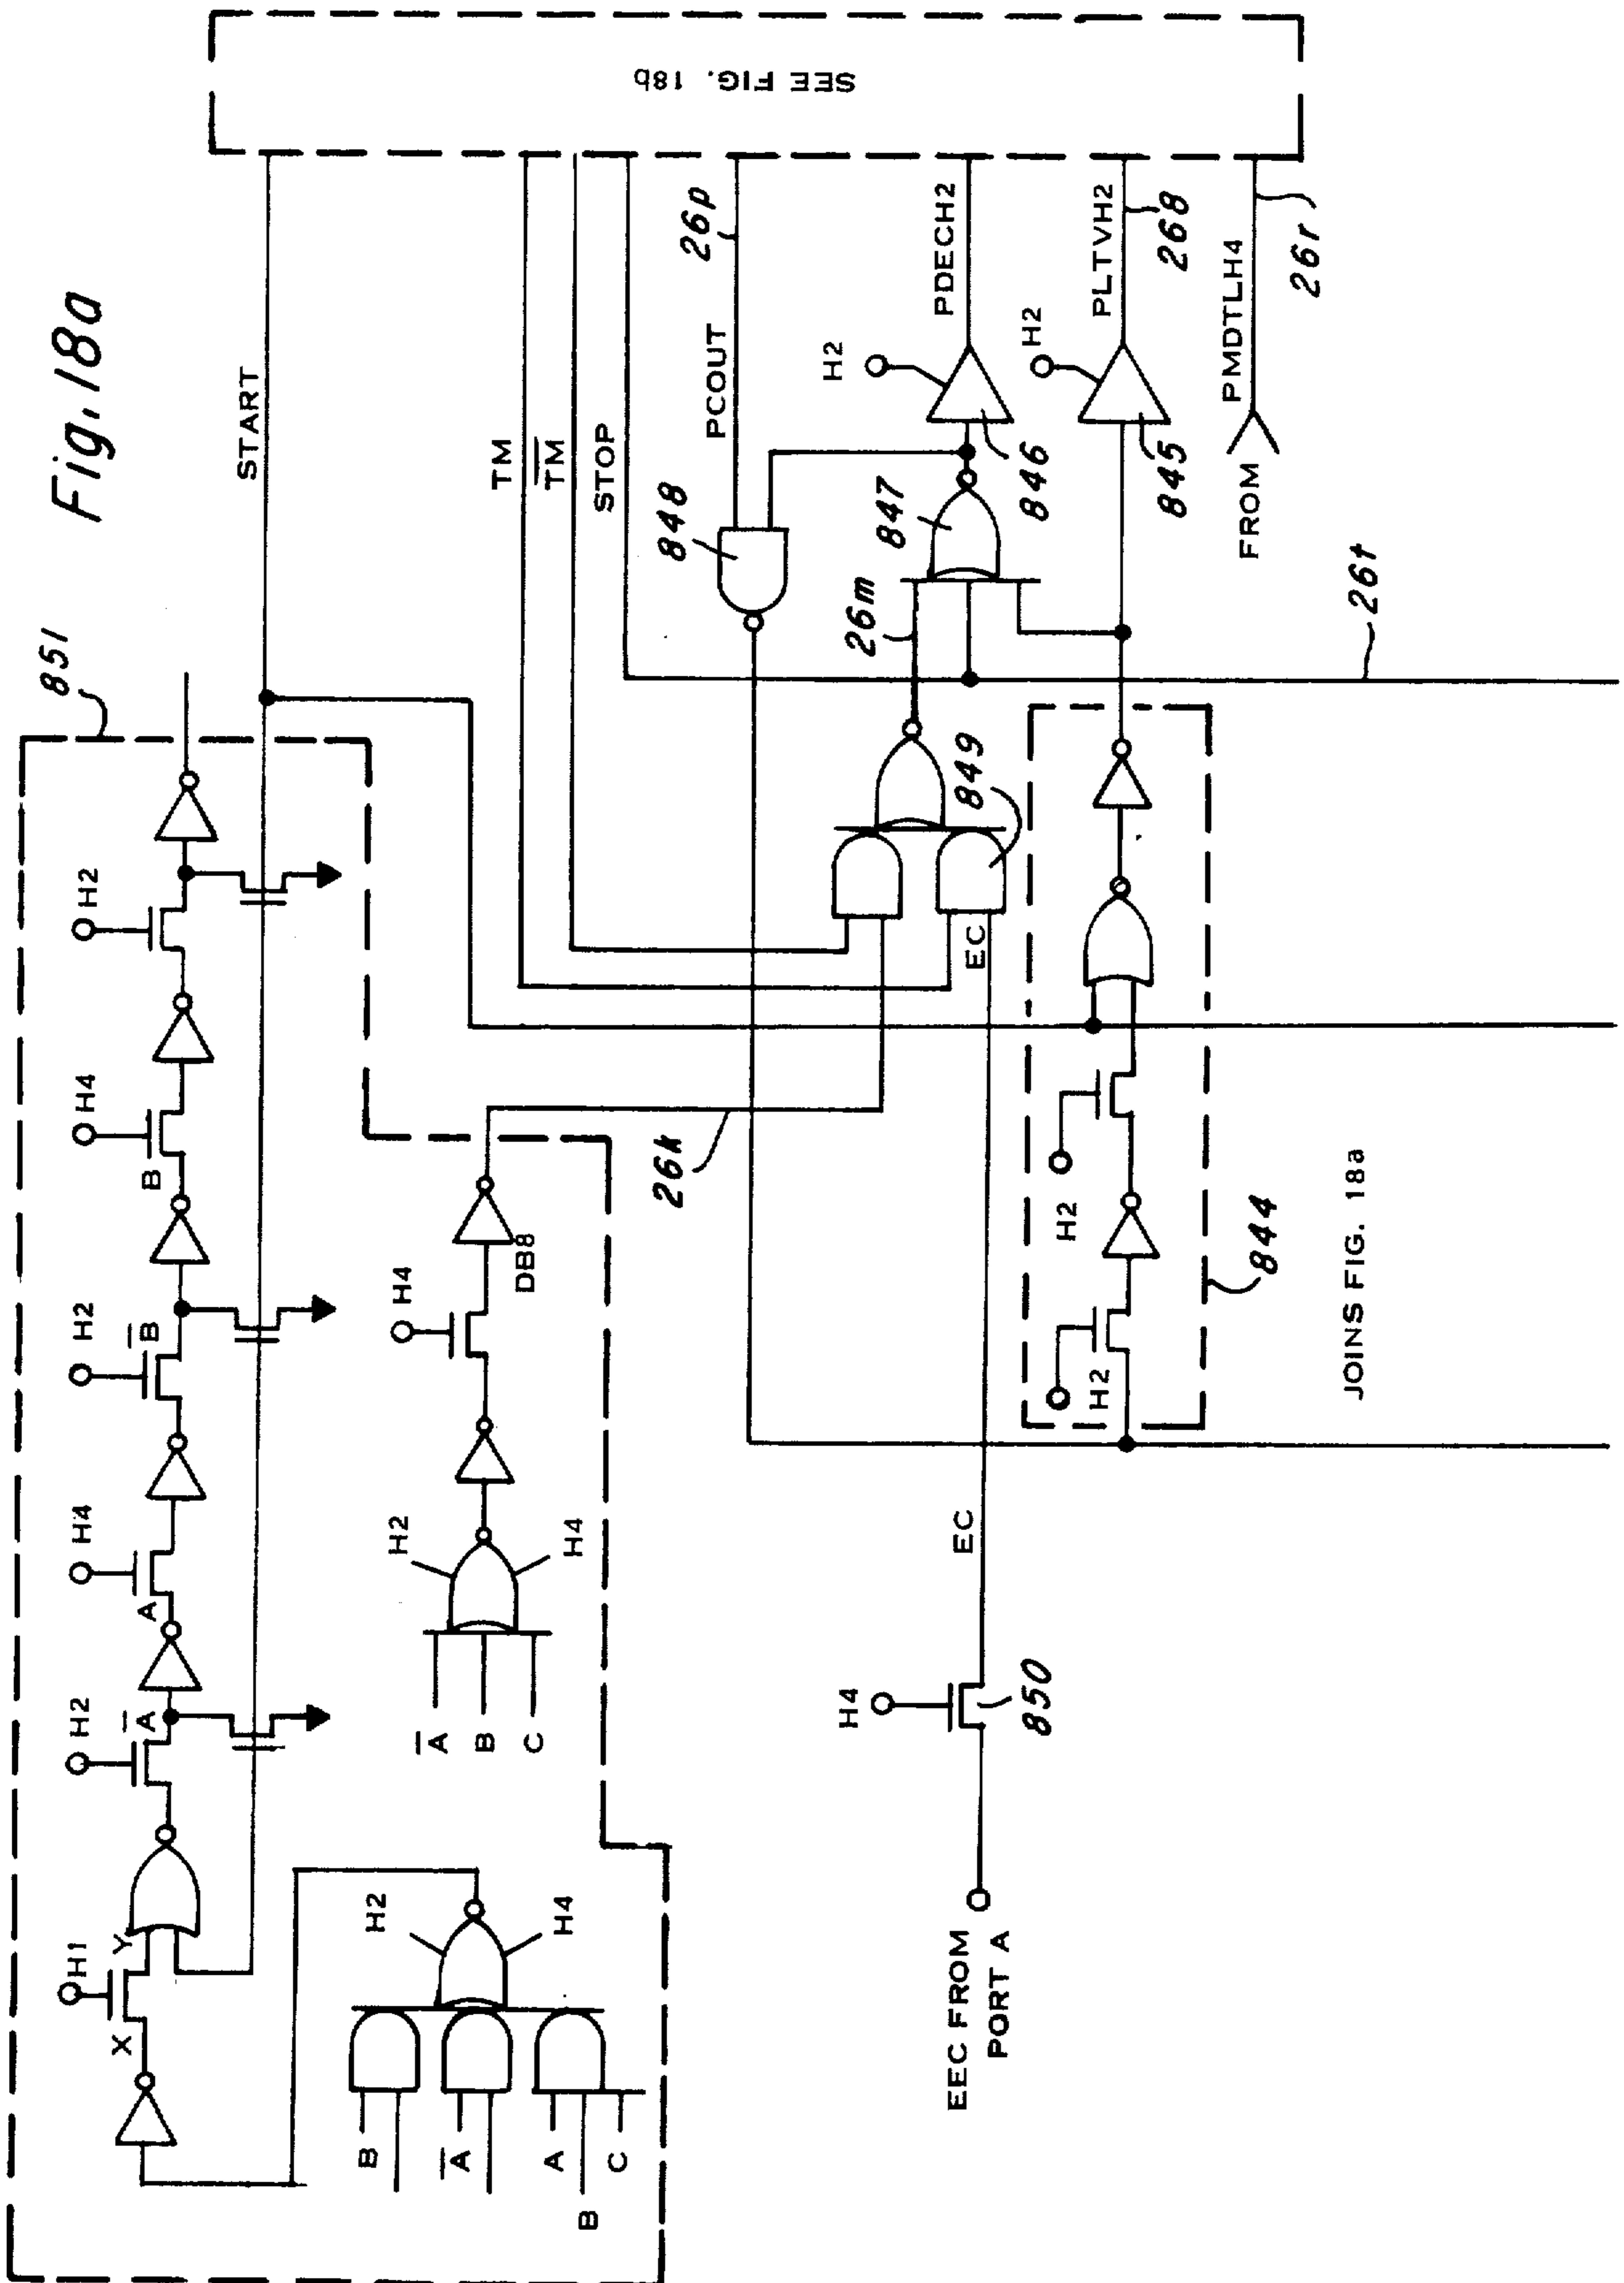 Fig. 18a
851
START
TM
T̅M̅
STOP
PCOUT
26p
SEE FIG. 18b
848
H2
PDECH2
847
846
H2
PLTVH2
268
845
FROM
PMDTLH4
26r
26m
26t
849
EC
H1
X
Y
H2
A̅
A
H4
H2
B̅
B
H4
H2
B
A̅
A
B
C
H2
H4
A̅
B
C
H2
H4
H4
DB8
26k
EEC FROM
PORT A
H4
850
EC
H2
H2
844
JOINS FIG. 18a